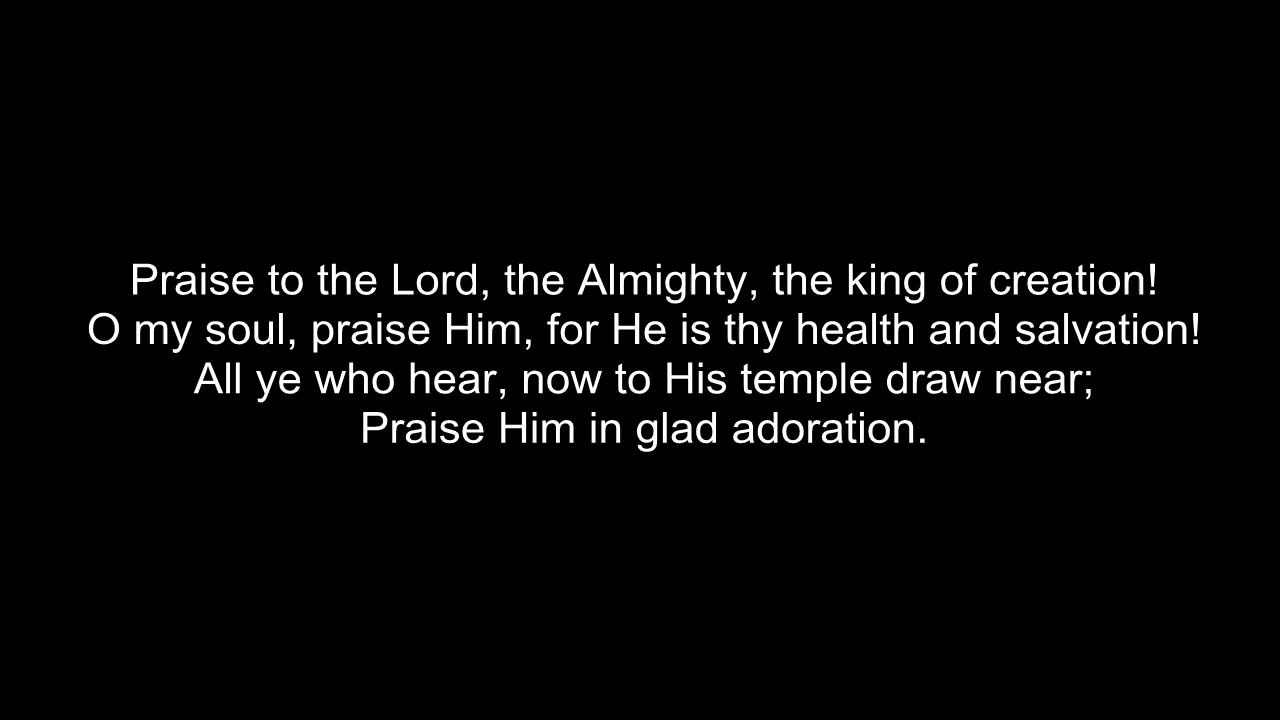 Praise to the Lord, the Almighty, the king of creation!
O my soul, praise Him, for He is thy health and salvation!
All ye who hear, now to His temple draw near;
Praise Him in glad adoration.